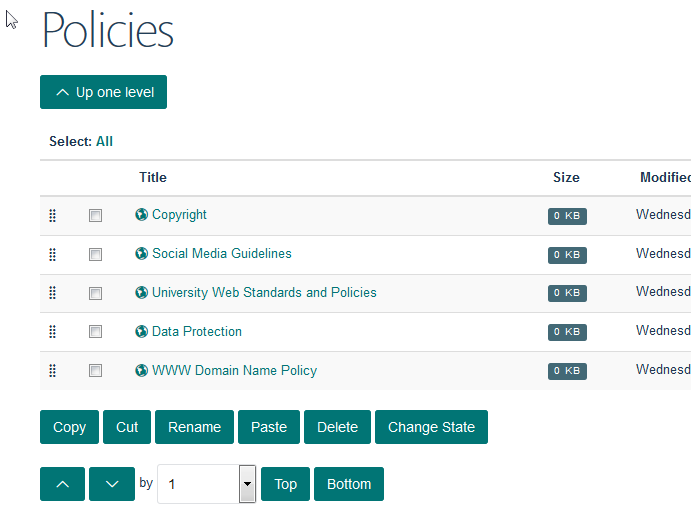 Policies
Up one level
Select: All
Title Size Modified
Copyright 0 KB Wednesd
Social Media Guidelines 0 KB Wednesd
University Web Standards and Policies 0 KB Wednesd
Data Protection 0 KB Wednesd
WWW Domain Name Policy 0 KB Wednesd
Copy Cut Rename Paste Delete Change State
by 1 Top Bottom